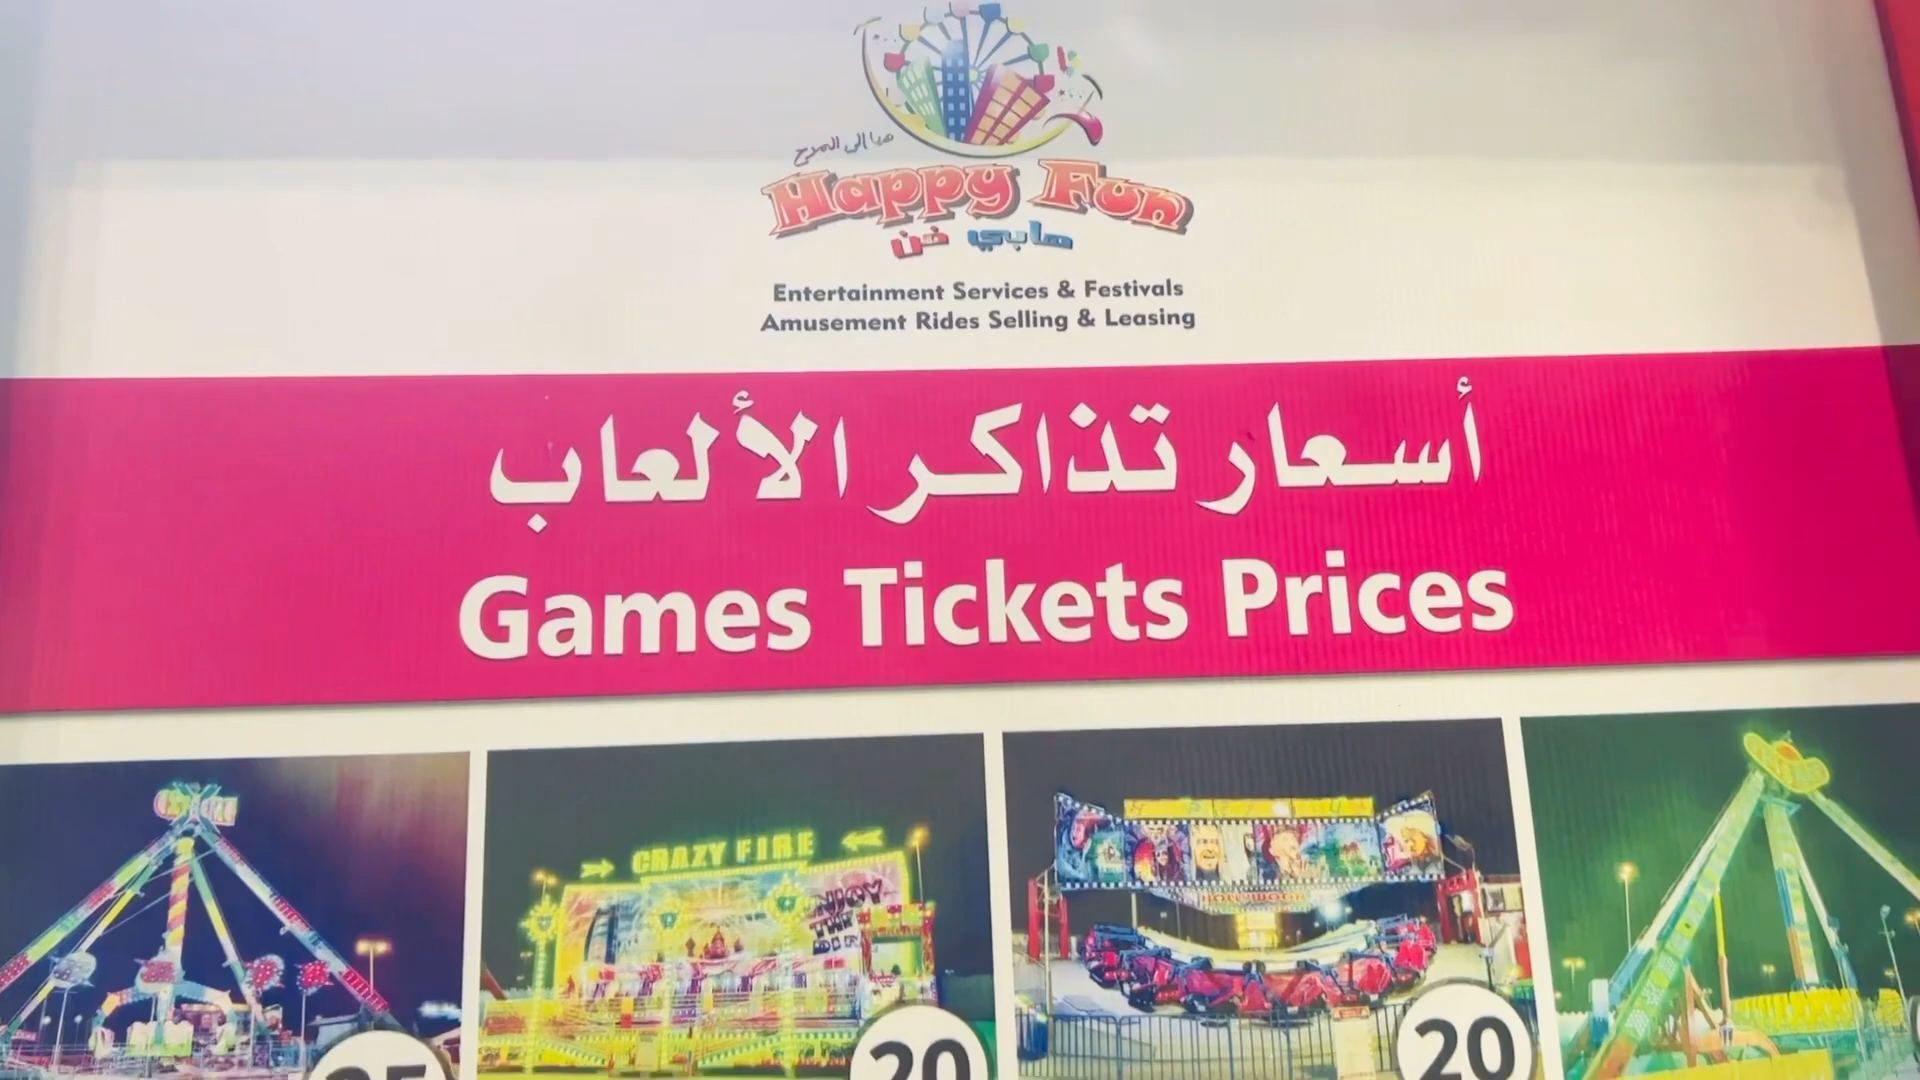 هيا إلى المرح
Happy Fun
هابي فن
Entertainment Services & Festivals
Amusement Rides Selling & Leasing
أسعار تذاكر الألعاب
Games Tickets Prices
CRAZY FIRE
20
20